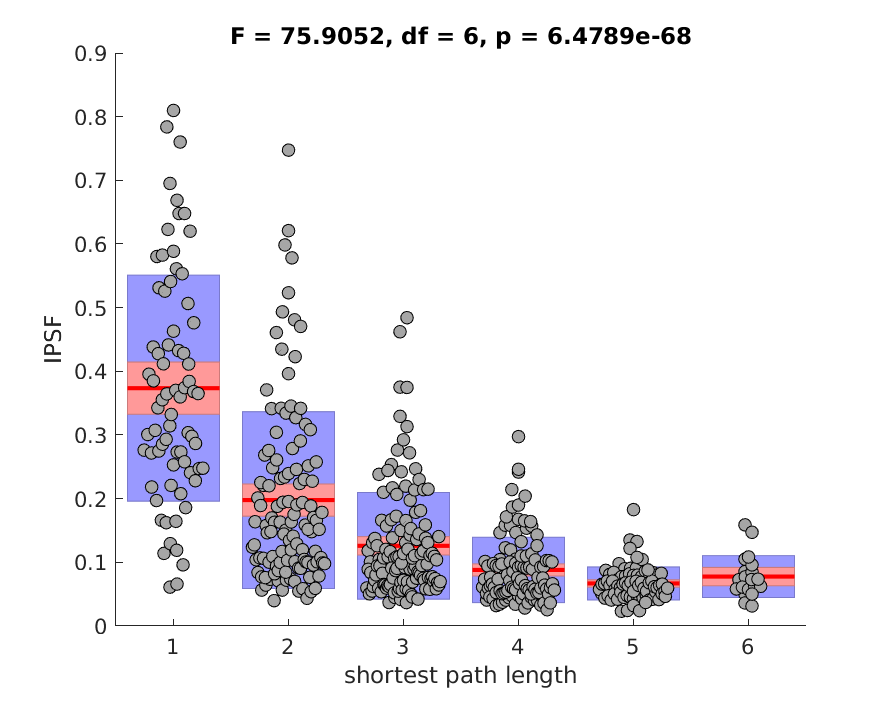 F = 75.9052, df = 6, p = 6.4789e-68
0.9
0.8
0.7
0.6
0.5
0.4
0.3
0.2
0.1
0
IPSF
1 2 3 4 5 6
shortest path length